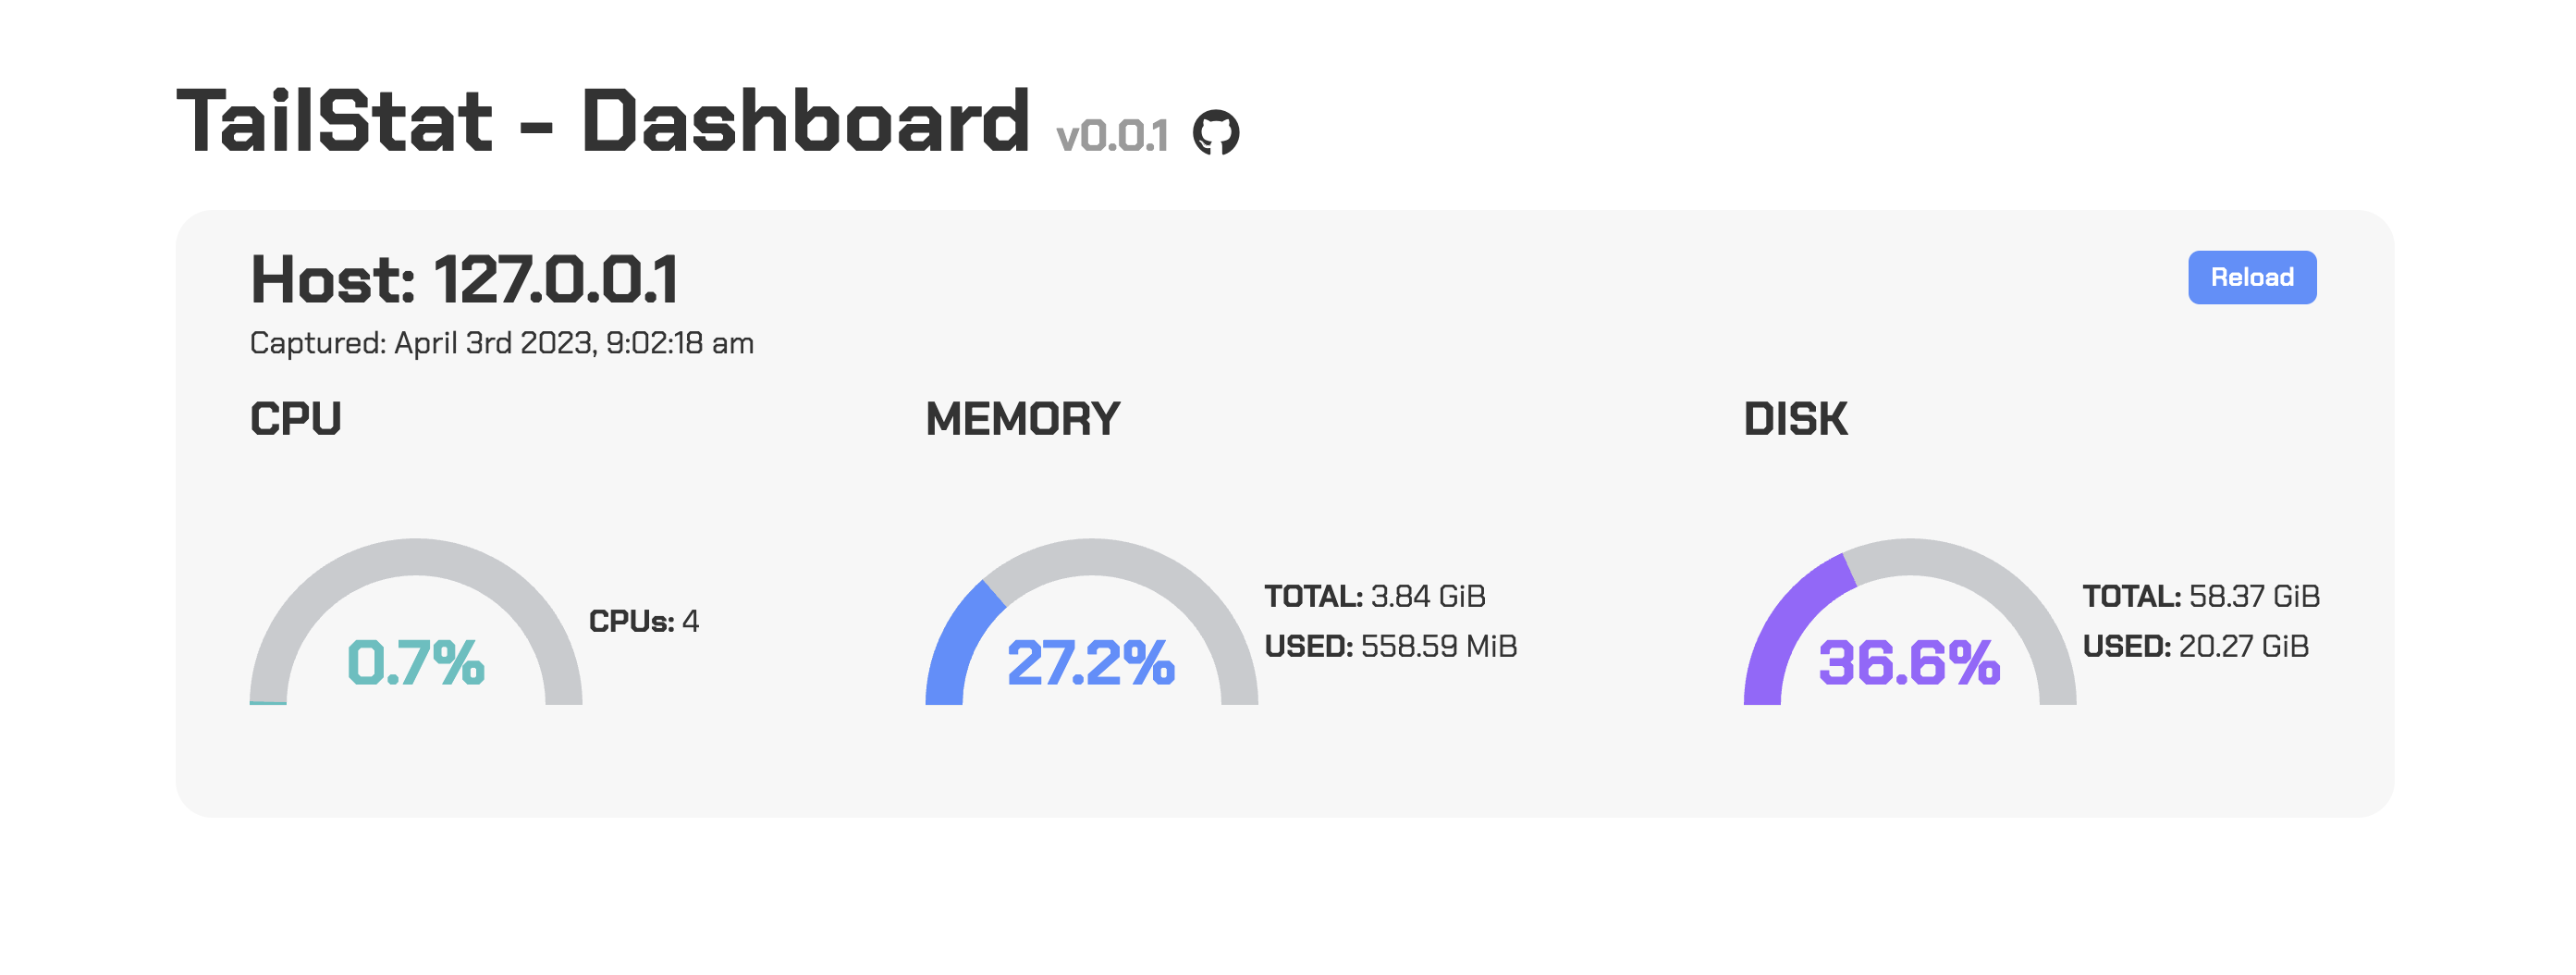 TailStat - Dashboard v0.0.1
Host: 127.0.0.1
Reload
Captured: April 3rd 2023, 9:02:18 am
CPU
0.7%
CPUs: 4
MEMORY
27.2%
TOTAL: 3.84 GiB
USED: 558.59 MiB
DISK
36.6%
TOTAL: 58.37 GiB
USED: 20.27 GiB